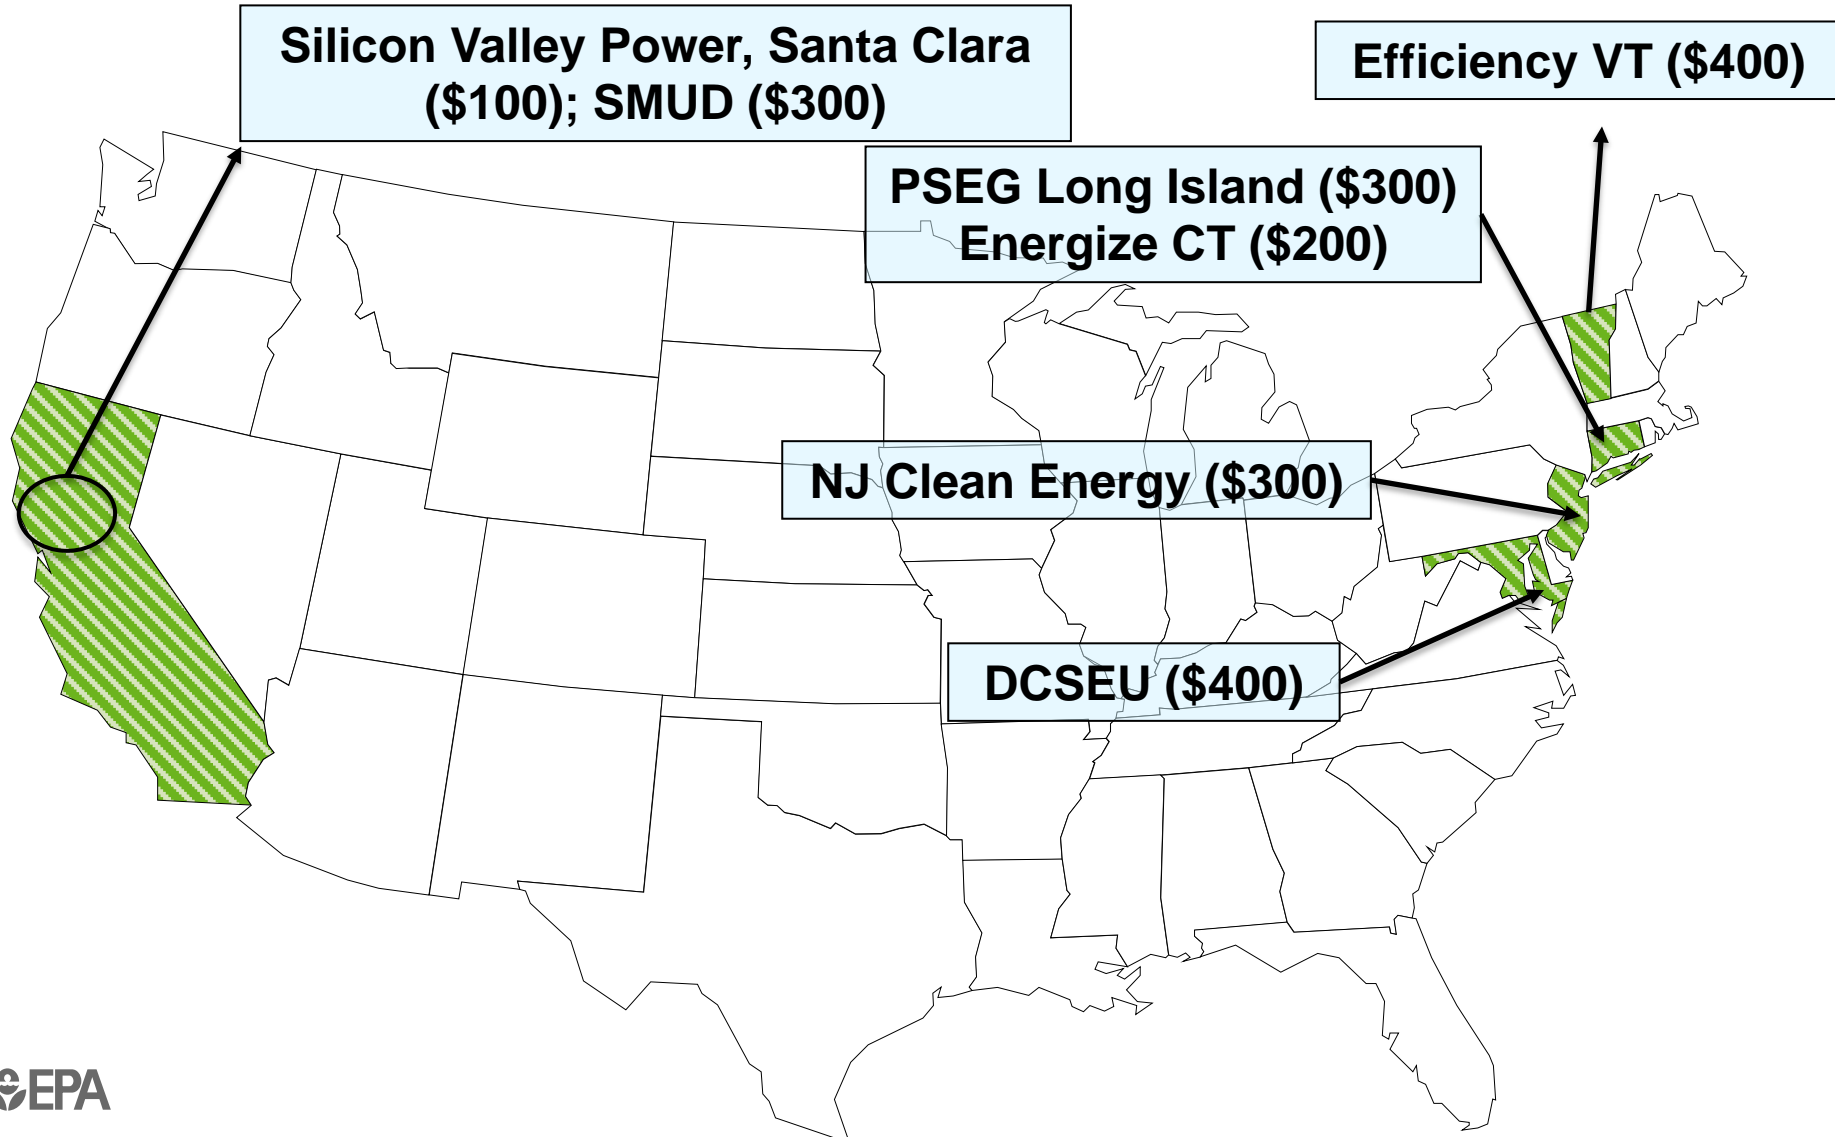 Silicon Valley Power, Santa Clara
($100); SMUD ($300)
Efficiency VT ($400)
PSEG Long Island ($300)
Energize CT ($200)
NJ Clean Energy ($300)
DCSEU ($400)
EPA